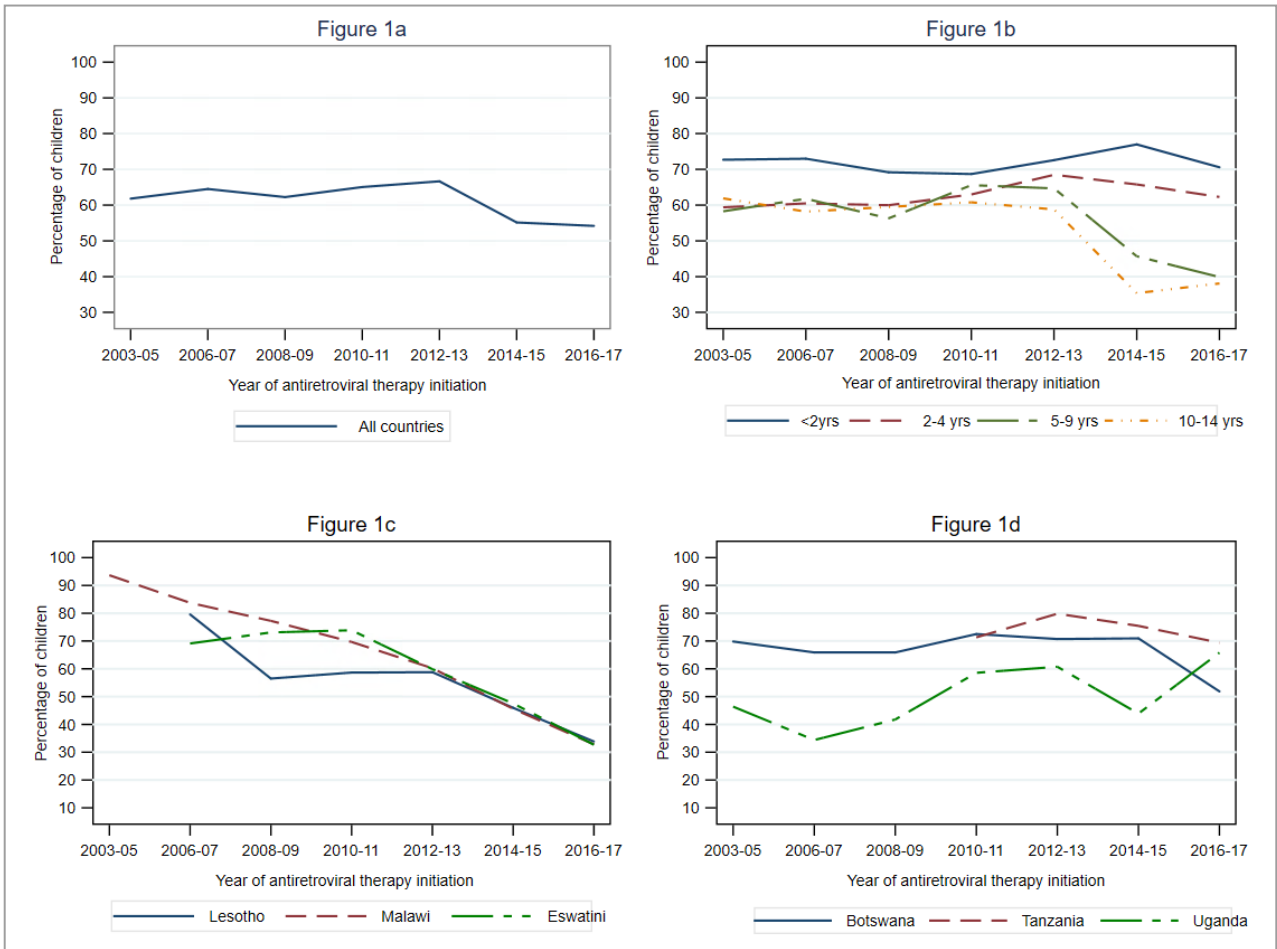 Figure 1a
Percentage of children
100
90
80
70
60
50
40
30
2003-05 2006-07 2008-09 2010-11 2012-13 2014-15 2016-17
Year of antiretroviral therapy initiation
All countries
Figure 1b
Percentage of children
100
90
80
70
60
50
40
30
2003-05 2006-07 2008-09 2010-11 2012-13 2014-15 2016-17
Year of antiretroviral therapy initiation
<2yrs 2-4 yrs 5-9 yrs 10-14 yrs
Figure 1c
Percentage of children
100
90
80
70
60
50
40
30
20
10
2003-05 2006-07 2008-09 2010-11 2012-13 2014-15 2016-17
Year of antiretroviral therapy initiation
Lesotho Malawi Eswatini
Figure 1d
Percentage of children
100
90
80
70
60
50
40
30
20
10
2003-05 2006-07 2008-09 2010-11 2012-13 2014-15 2016-17
Year of antiretroviral therapy initiation
Botswana Tanzania Uganda